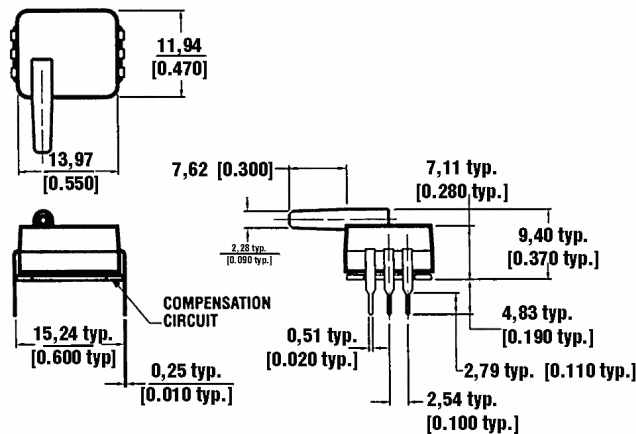 11,94
[0.470]
13,97
[0.550]
7,62 [0.300]
7,11 typ.
[0.280 typ.]
9,40 typ.
[0.370 typ.]
2,28 typ.
[0.090 typ.]
COMPENSATION
CIRCUIT
15,24 typ.
[0.600 typ]
0,25 typ.
[0.010 typ.]
0,51 typ.
[0.020 typ.]
4,83 typ.
[0.190 typ.]
2,79 typ. [0.110 typ.]
2,54 typ.
[0.100 typ.]